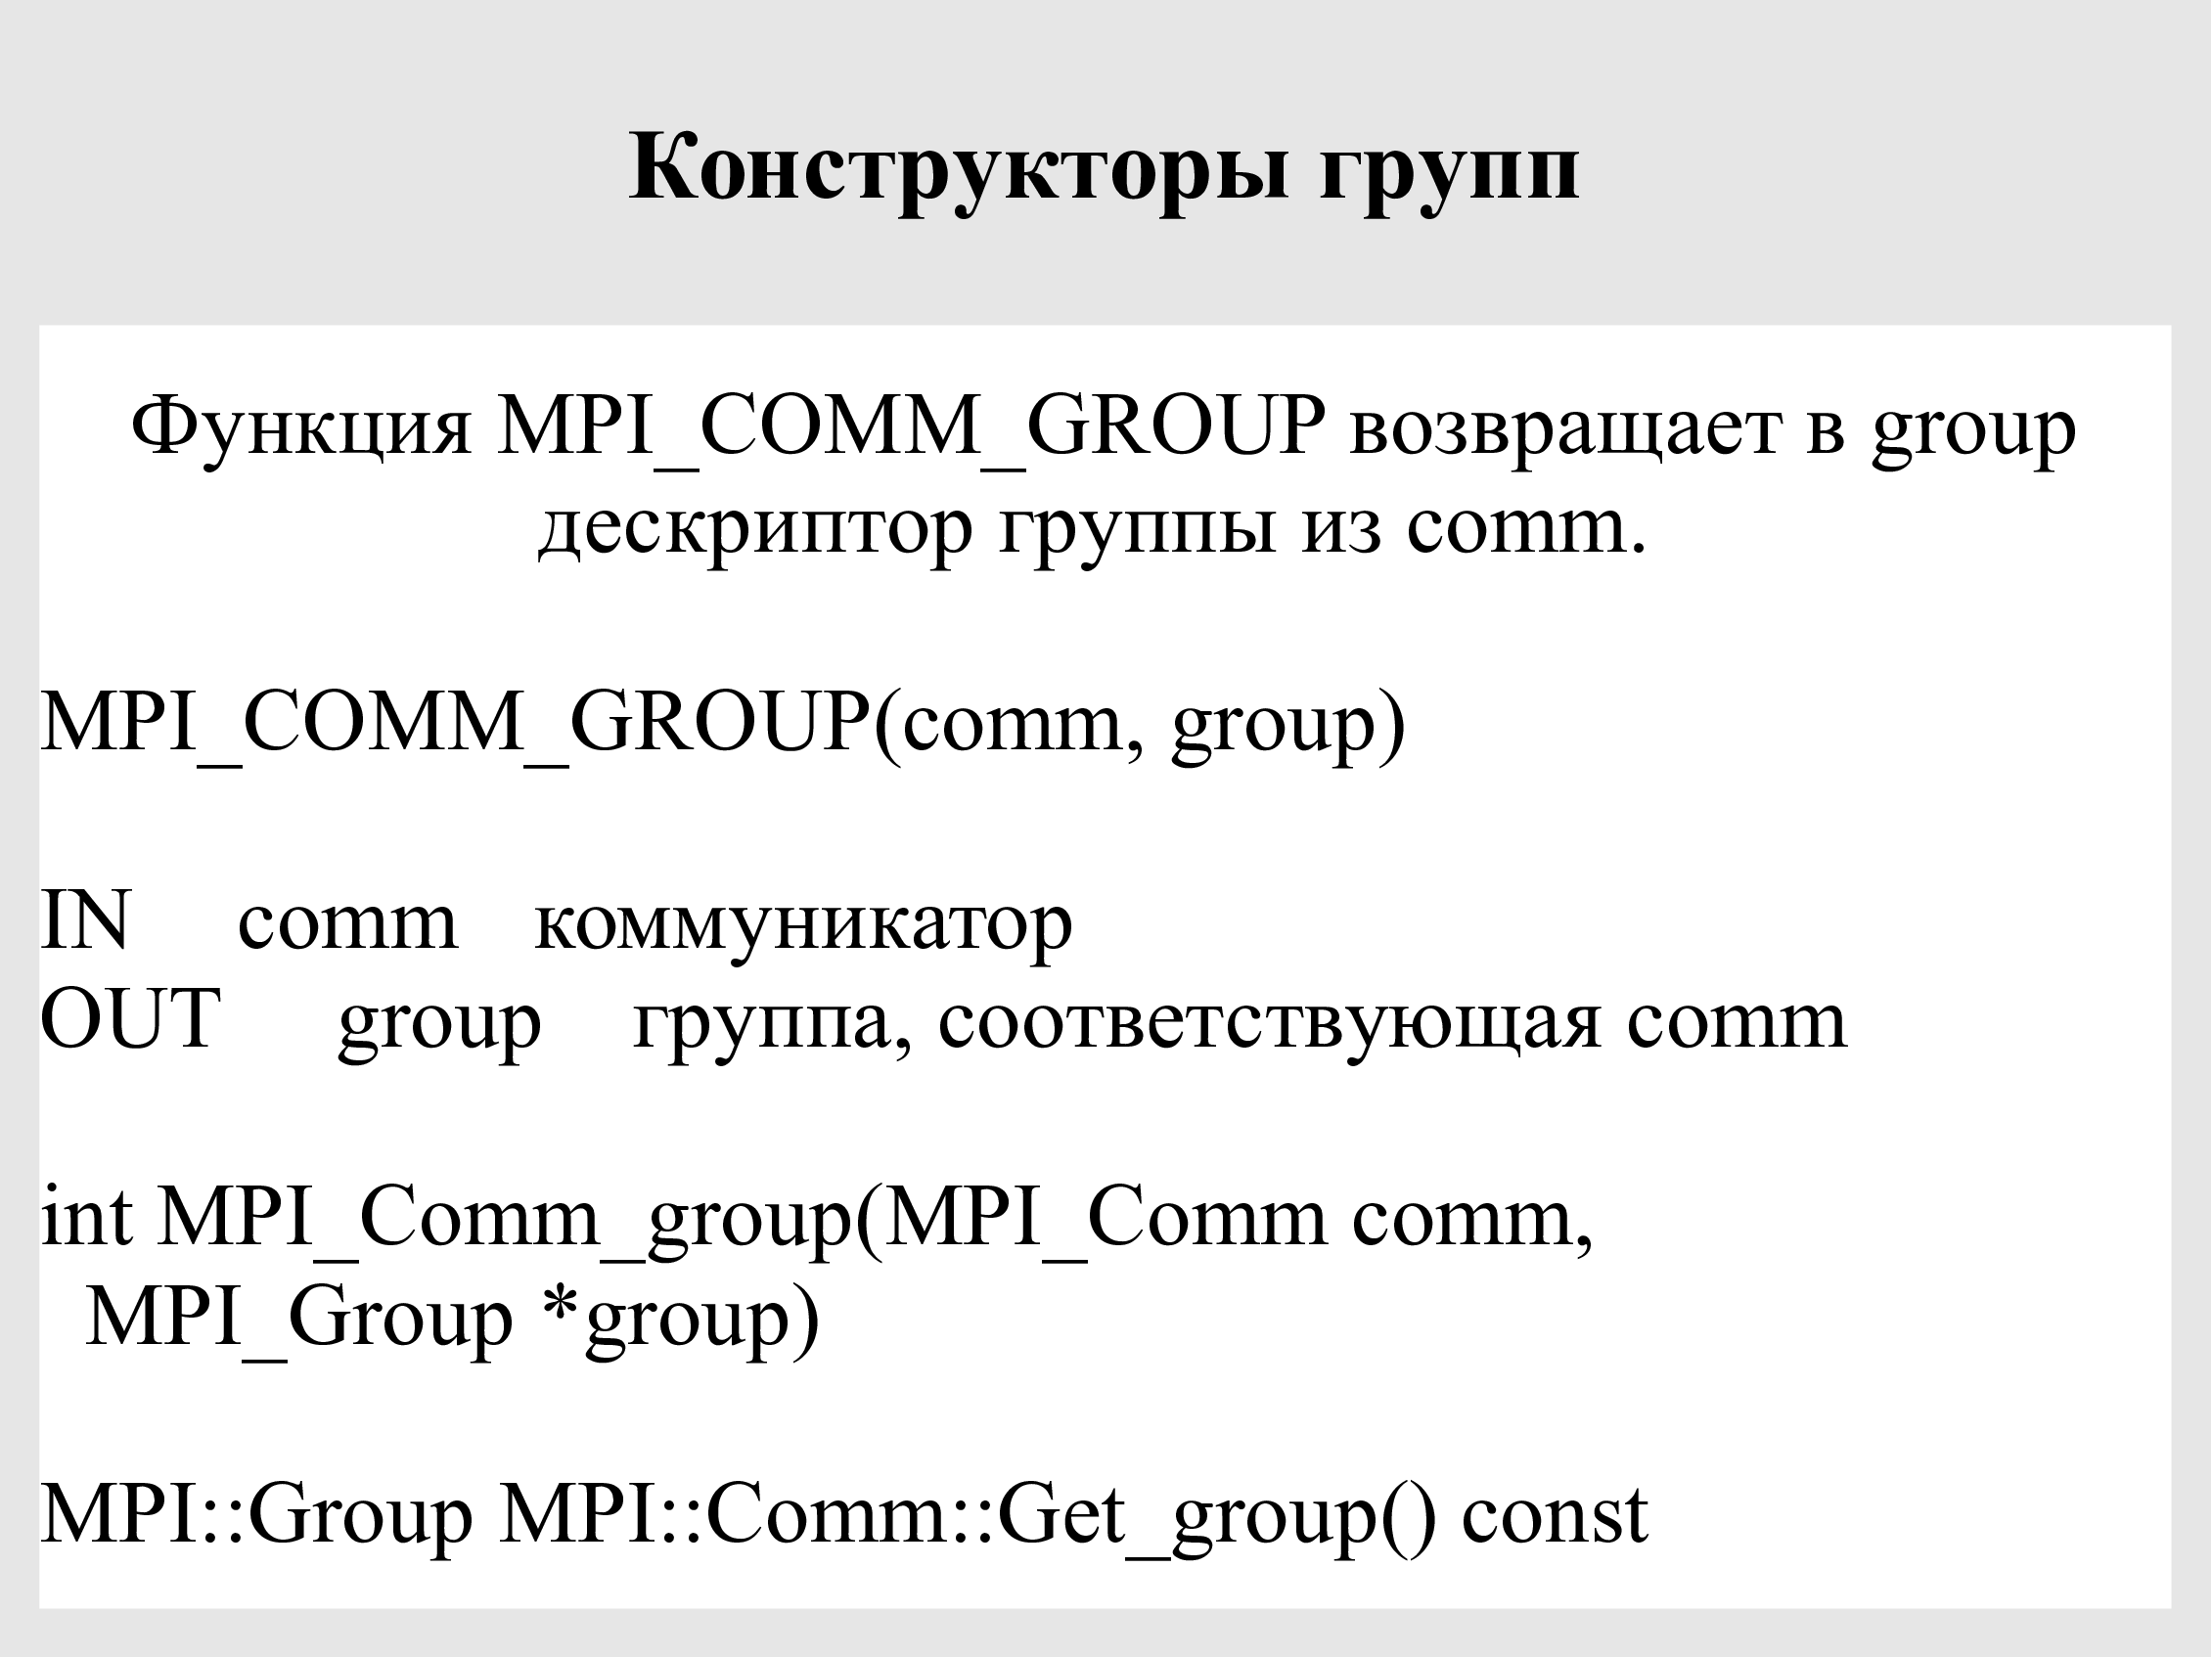 Конструкторы групп
Функция MPI_COMM_GROUP возвращает в group
дескриптор группы из comm.
MPI_COMM_GROUP(comm, group)
IN comm коммуникатор
OUT group группа, соответствующая comm
int MPI_Comm_group(MPI_Comm comm,
MPI_Group *group)
MPI::Group MPI::Comm::Get_group() const